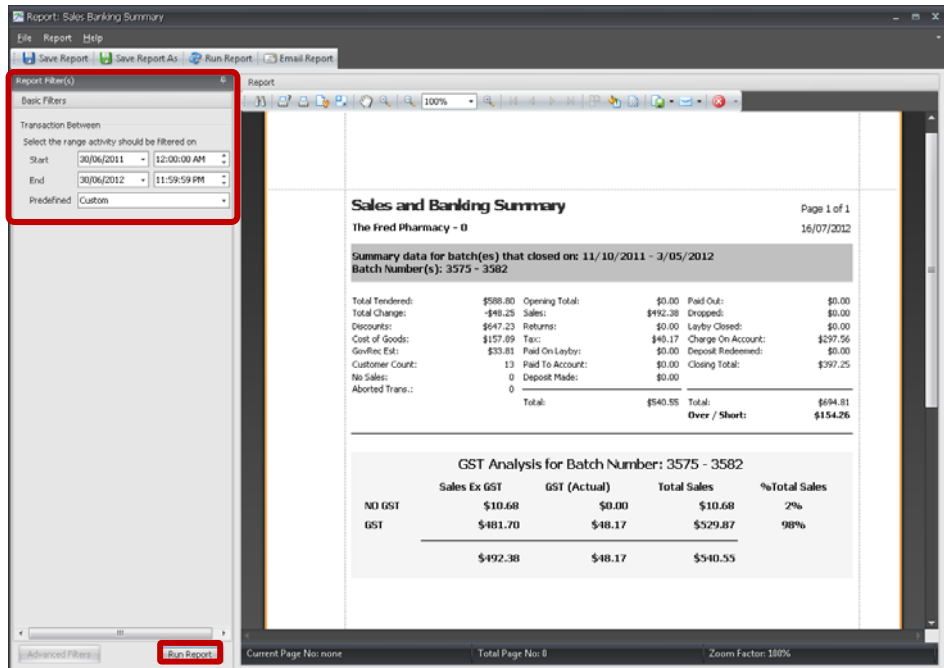 Report: Sales Banking Summary
File Report Help
Save Report Save Report As Run Report Email Report
Report Filter(s)
Basic Filters
Transaction Between
Select the range activity should be filtered on
Start 30/06/2011 12:00:00 AM
End 30/06/2012 11:59:59 PM
Predefined Custom
Advanced Filters Run Report
Report
100%
Sales and Banking Summary Page 1 of 1
The Fred Pharmacy - 0 16/07/2012
Summary data for batch(es) that closed on: 11/10/2011 - 3/05/2012
Batch Number(s): 3575 - 3582
Total Tendered: $588.80 Opening Total: $0.00 Paid Out: $0.00
Total Change: -$48.25 Sales: $492.38 Dropped: $0.00
Discounts: $647.23 Returns: $0.00 Layby Closed: $0.00
Cost of Goods: $157.89 Tax: $48.17 Charge On Account: $297.56
GovRec Est: $33.81 Paid On Layby: $0.00 Deposit Redeemed: $0.00
Customer Count: 13 Paid To Account: $0.00 Closing Total: $397.25
No Sales: 0 Deposit Made: $0.00
Aborted Trans.: 0
Total: $540.55 Total: $694.81
Over / Short: $154.26
GST Analysis for Batch Number: 3575 - 3582
Sales Ex GST GST (Actual) Total Sales %Total Sales
NO GST $10.68 $0.00 $10.68 2%
GST $481.70 $48.17 $529.87 98%
$492.38 $48.17 $540.55
Current Page No: none Total Page No: 0 Zoom Factor: 100%